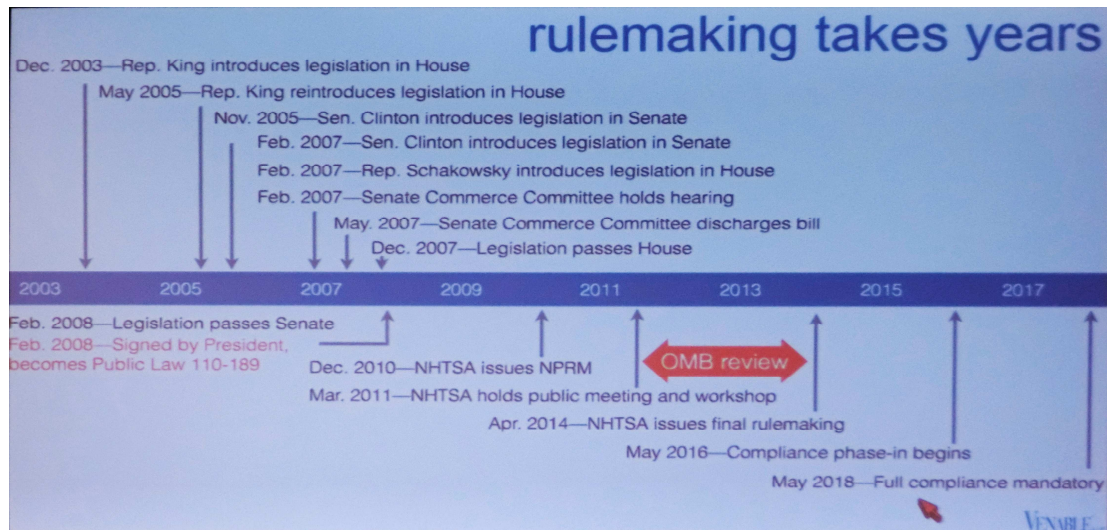 rulemaking takes years
Dec. 2003—Rep. King introduces legislation in House
May 2005—Rep. King reintroduces legislation in House
Nov. 2005—Sen. Clinton introduces legislation in Senate
Feb. 2007—Sen. Clinton introduces legislation in Senate
Feb. 2007—Rep. Schakowsky introduces legislation in House
Feb. 2007—Senate Commerce Committee holds hearing
May. 2007—Senate Commerce Committee discharges bill
Dec. 2007—Legislation passes House
2003 2005 2007 2009 2011 2013 2015 2017
Feb. 2008—Legislation passes Senate
Feb. 2008—Signed by President,
becomes Public Law 110-189
OMB review
Dec. 2010—NHTSA issues NPRM
Mar. 2011—NHTSA holds public meeting and workshop
Apr. 2014—NHTSA issues final rulemaking
May 2016—Compliance phase-in begins
May 2018—Full compliance mandatory
VENABLE